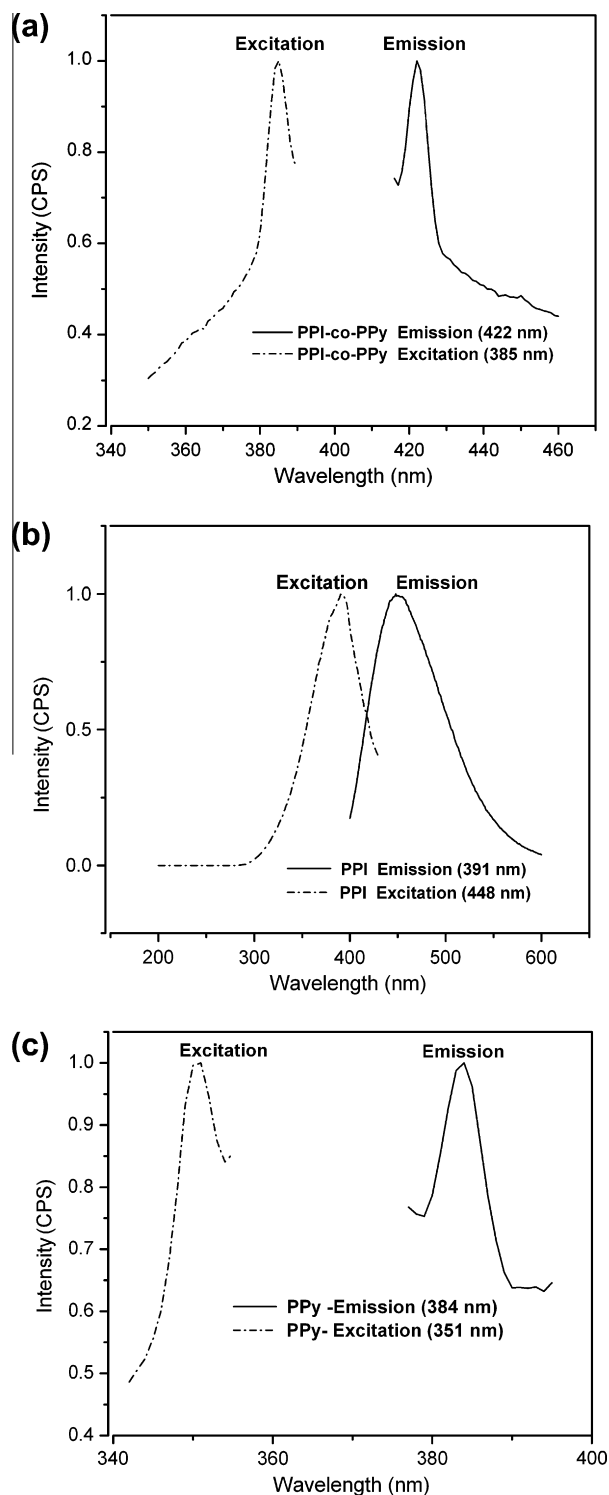 (a)
Excitation Emission
1.0
0.8
0.6
0.4
0.2
Intensity (CPS)
PPI-co-PPy Emission (422 nm)
PPI-co-PPy Excitation (385 nm)
340 360 380 400 420 440 460
Wavelength (nm)
(b)
Excitation Emission
1.0
0.5
0.0
Intensity (CPS)
PPI Emission (391 nm)
PPI Excitation (448 nm)
200 300 400 500 600
Wavelength (nm)
(c)
Excitation Emission
1.0
0.9
0.8
0.7
0.6
0.5
0.4
Intensity (CPS)
PPy -Emission (384 nm)
PPy- Excitation (351 nm)
340 360 380 400
Wavelength (nm)